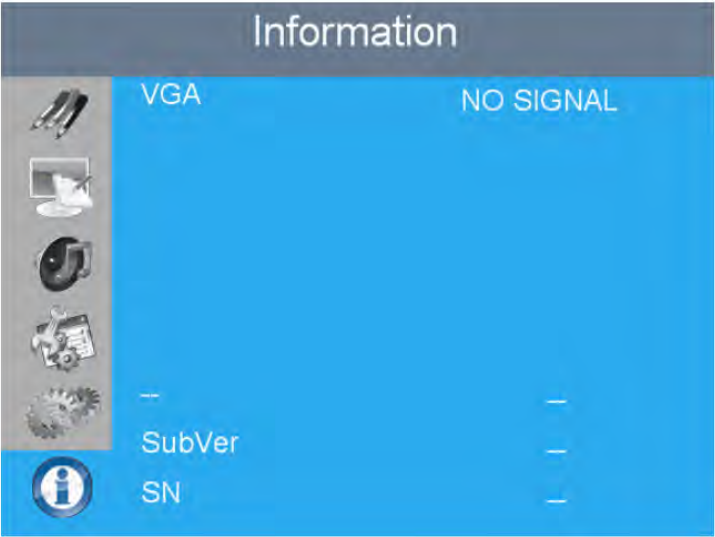 Information
VGA NO SIGNAL
-- _
SubVer _
SN _